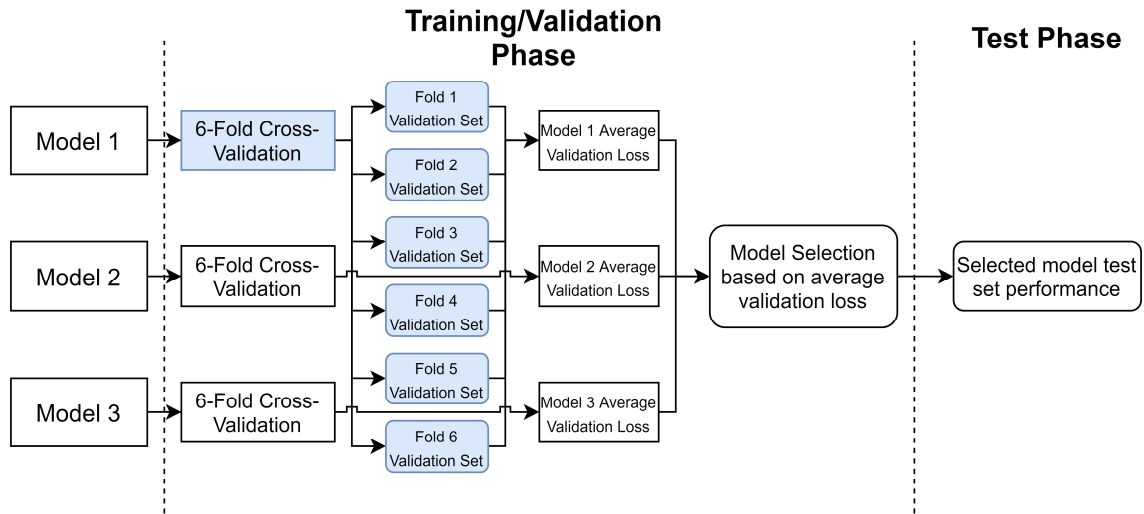 Training/Validation
Phase
Test Phase
Model 1
6-Fold Cross-
Validation
Fold 1
Validation Set
Model 1 Average
Validation Loss
Fold 2
Validation Set
Fold 3
Validation Set
Model 2
6-Fold Cross-
Validation
Model 2 Average
Validation Loss
Model Selection
based on average
validation loss
Selected model test
set performance
Fold 4
Validation Set
Fold 5
Validation Set
Model 3
6-Fold Cross-
Validation
Model 3 Average
Validation Loss
Fold 6
Validation Set